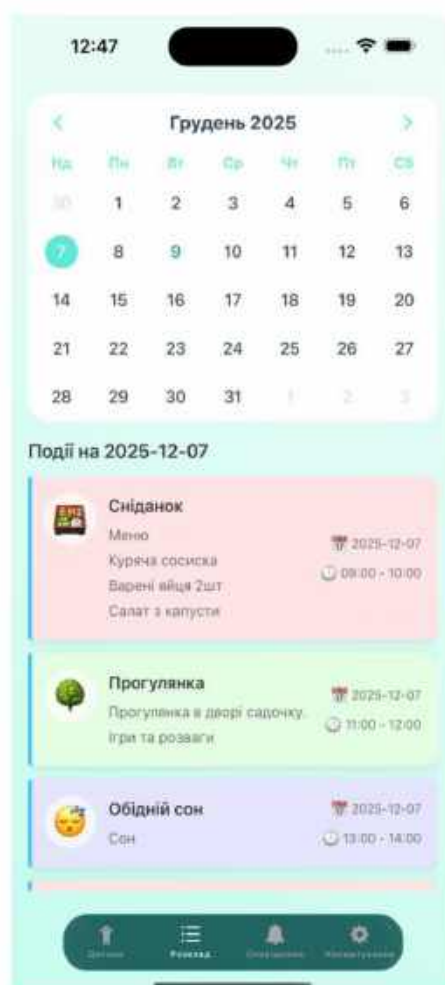 12:47
Грудень 2025
Нд Пн Вт Ср Чт Пт Сб
30 1 2 3 4 5 6
7 8 9 10 11 12 13
14 15 16 17 18 19 20
21 22 23 24 25 26 27
28 29 30 31 1 2 3
Події на 2025-12-07
Сніданок
Меню
Куряча сосиска
Варені яйця 2шт
Салат з капусти
2025-12-07
09:00 - 10:00
Прогулянка
Прогулянка в дворі садочку.
Ігри та розваги
2025-12-07
11:00 - 12:00
Обідній сон
Сон
2025-12-07
13:00 - 14:00
Розклад